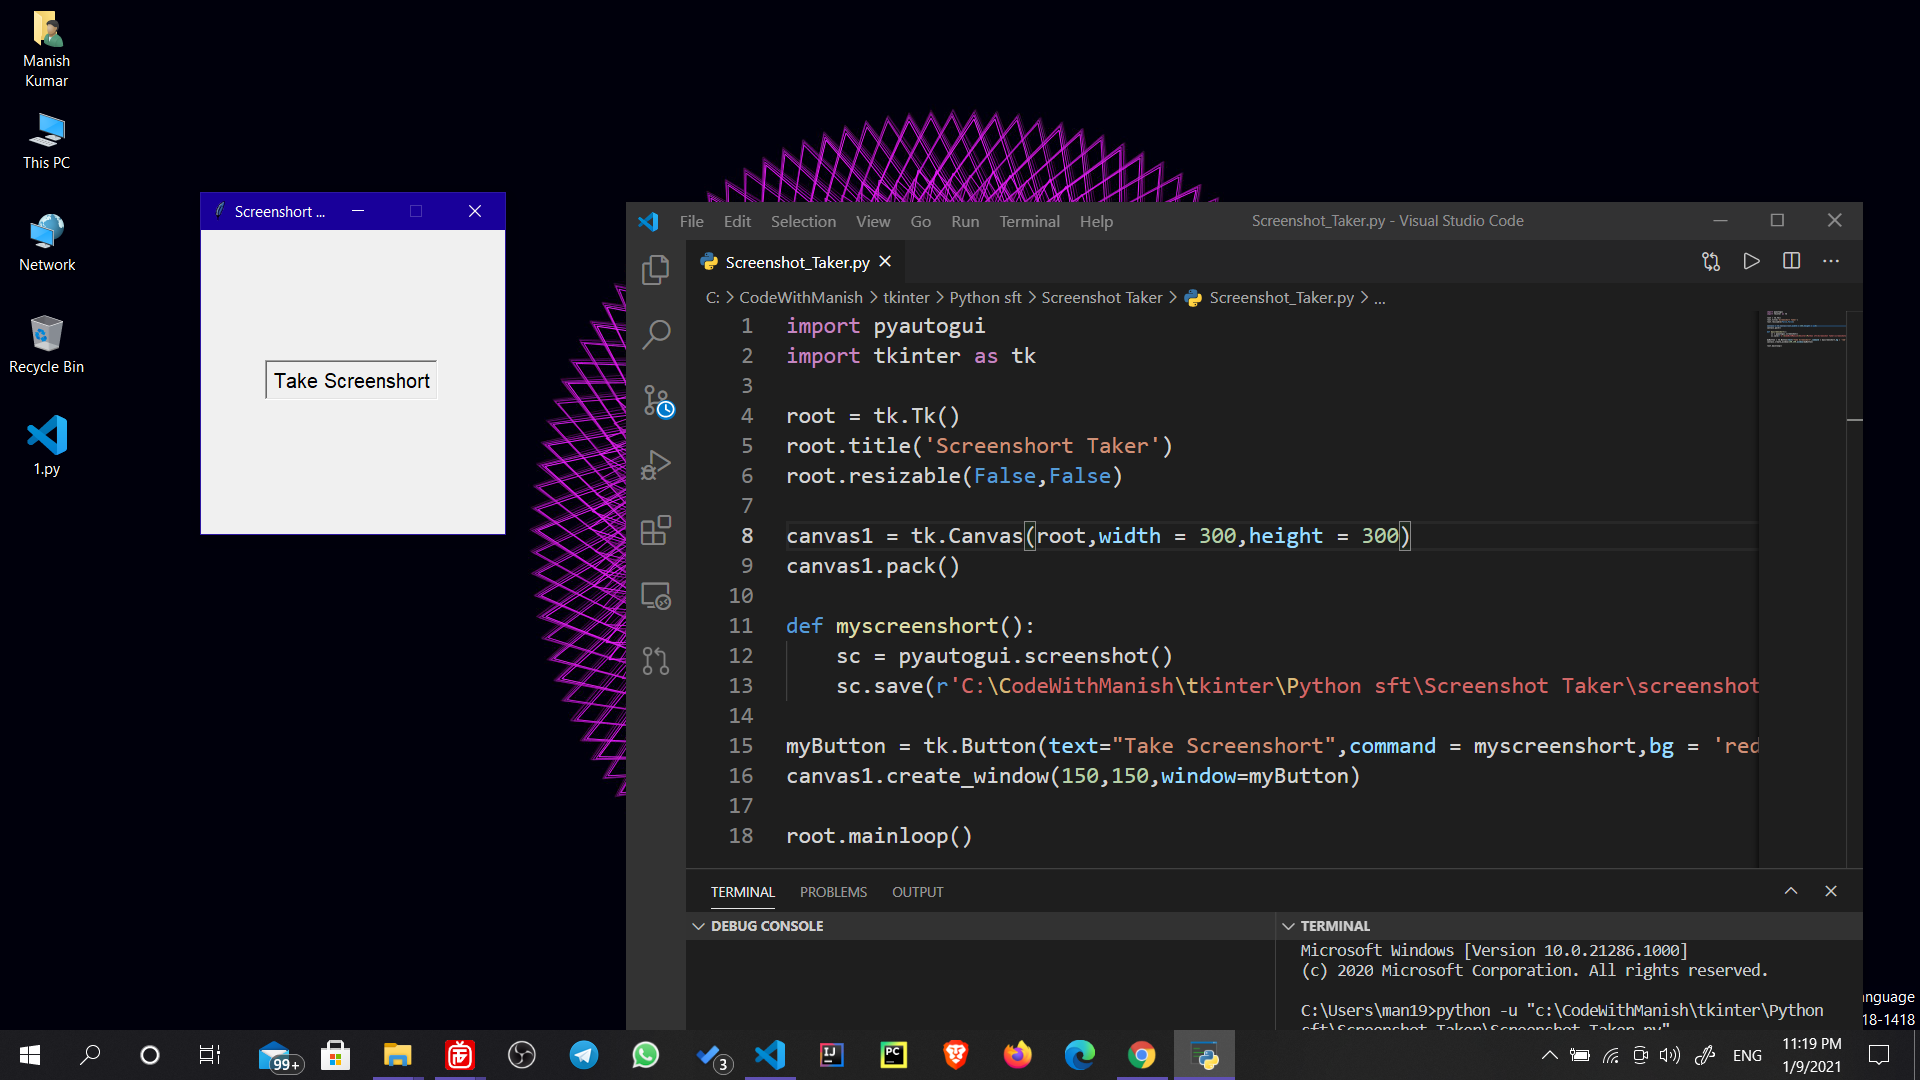 Manish
Kumar
This PC
Network
Recycle Bin
1.py
Screenshort ...
Take Screenshort
File Edit Selection View Go Run Terminal Help
Screenshot_Taker.py - Visual Studio Code
Screenshot_Taker.py
C: > CodeWithManish > tkinter > Python sft > Screenshot Taker > Screenshot_Taker.py > ...
1 import pyautogui
2 import tkinter as tk
3
4 root = tk.Tk()
5 root.title('Screenshort Taker')
6 root.resizable(False,False)
7
8 canvas1 = tk.Canvas(root,width = 300,height = 300)
9 canvas1.pack()
10
11 def myscreenshort():
12     sc = pyautogui.screenshot()
13     sc.save(r'C:\CodeWithManish\tkinter\Python sft\Screenshot Taker\screenshot
14
15 myButton = tk.Button(text="Take Screenshort",command = myscreenshort,bg = 'red
16 canvas1.create_window(150,150,window=myButton)
17
18 root.mainloop()
TERMINAL PROBLEMS OUTPUT
DEBUG CONSOLE
TERMINAL
Microsoft Windows [Version 10.0.21286.1000]
(c) 2020 Microsoft Corporation. All rights reserved.
C:\Users\man19>python -u "c:\CodeWithManish\tkinter\Python
sft\Screenshot Taker\Screenshot_Taker.py"
nguage
18-1418
99+
3
IJ
PC
ENG
11:19 PM
1/9/2021